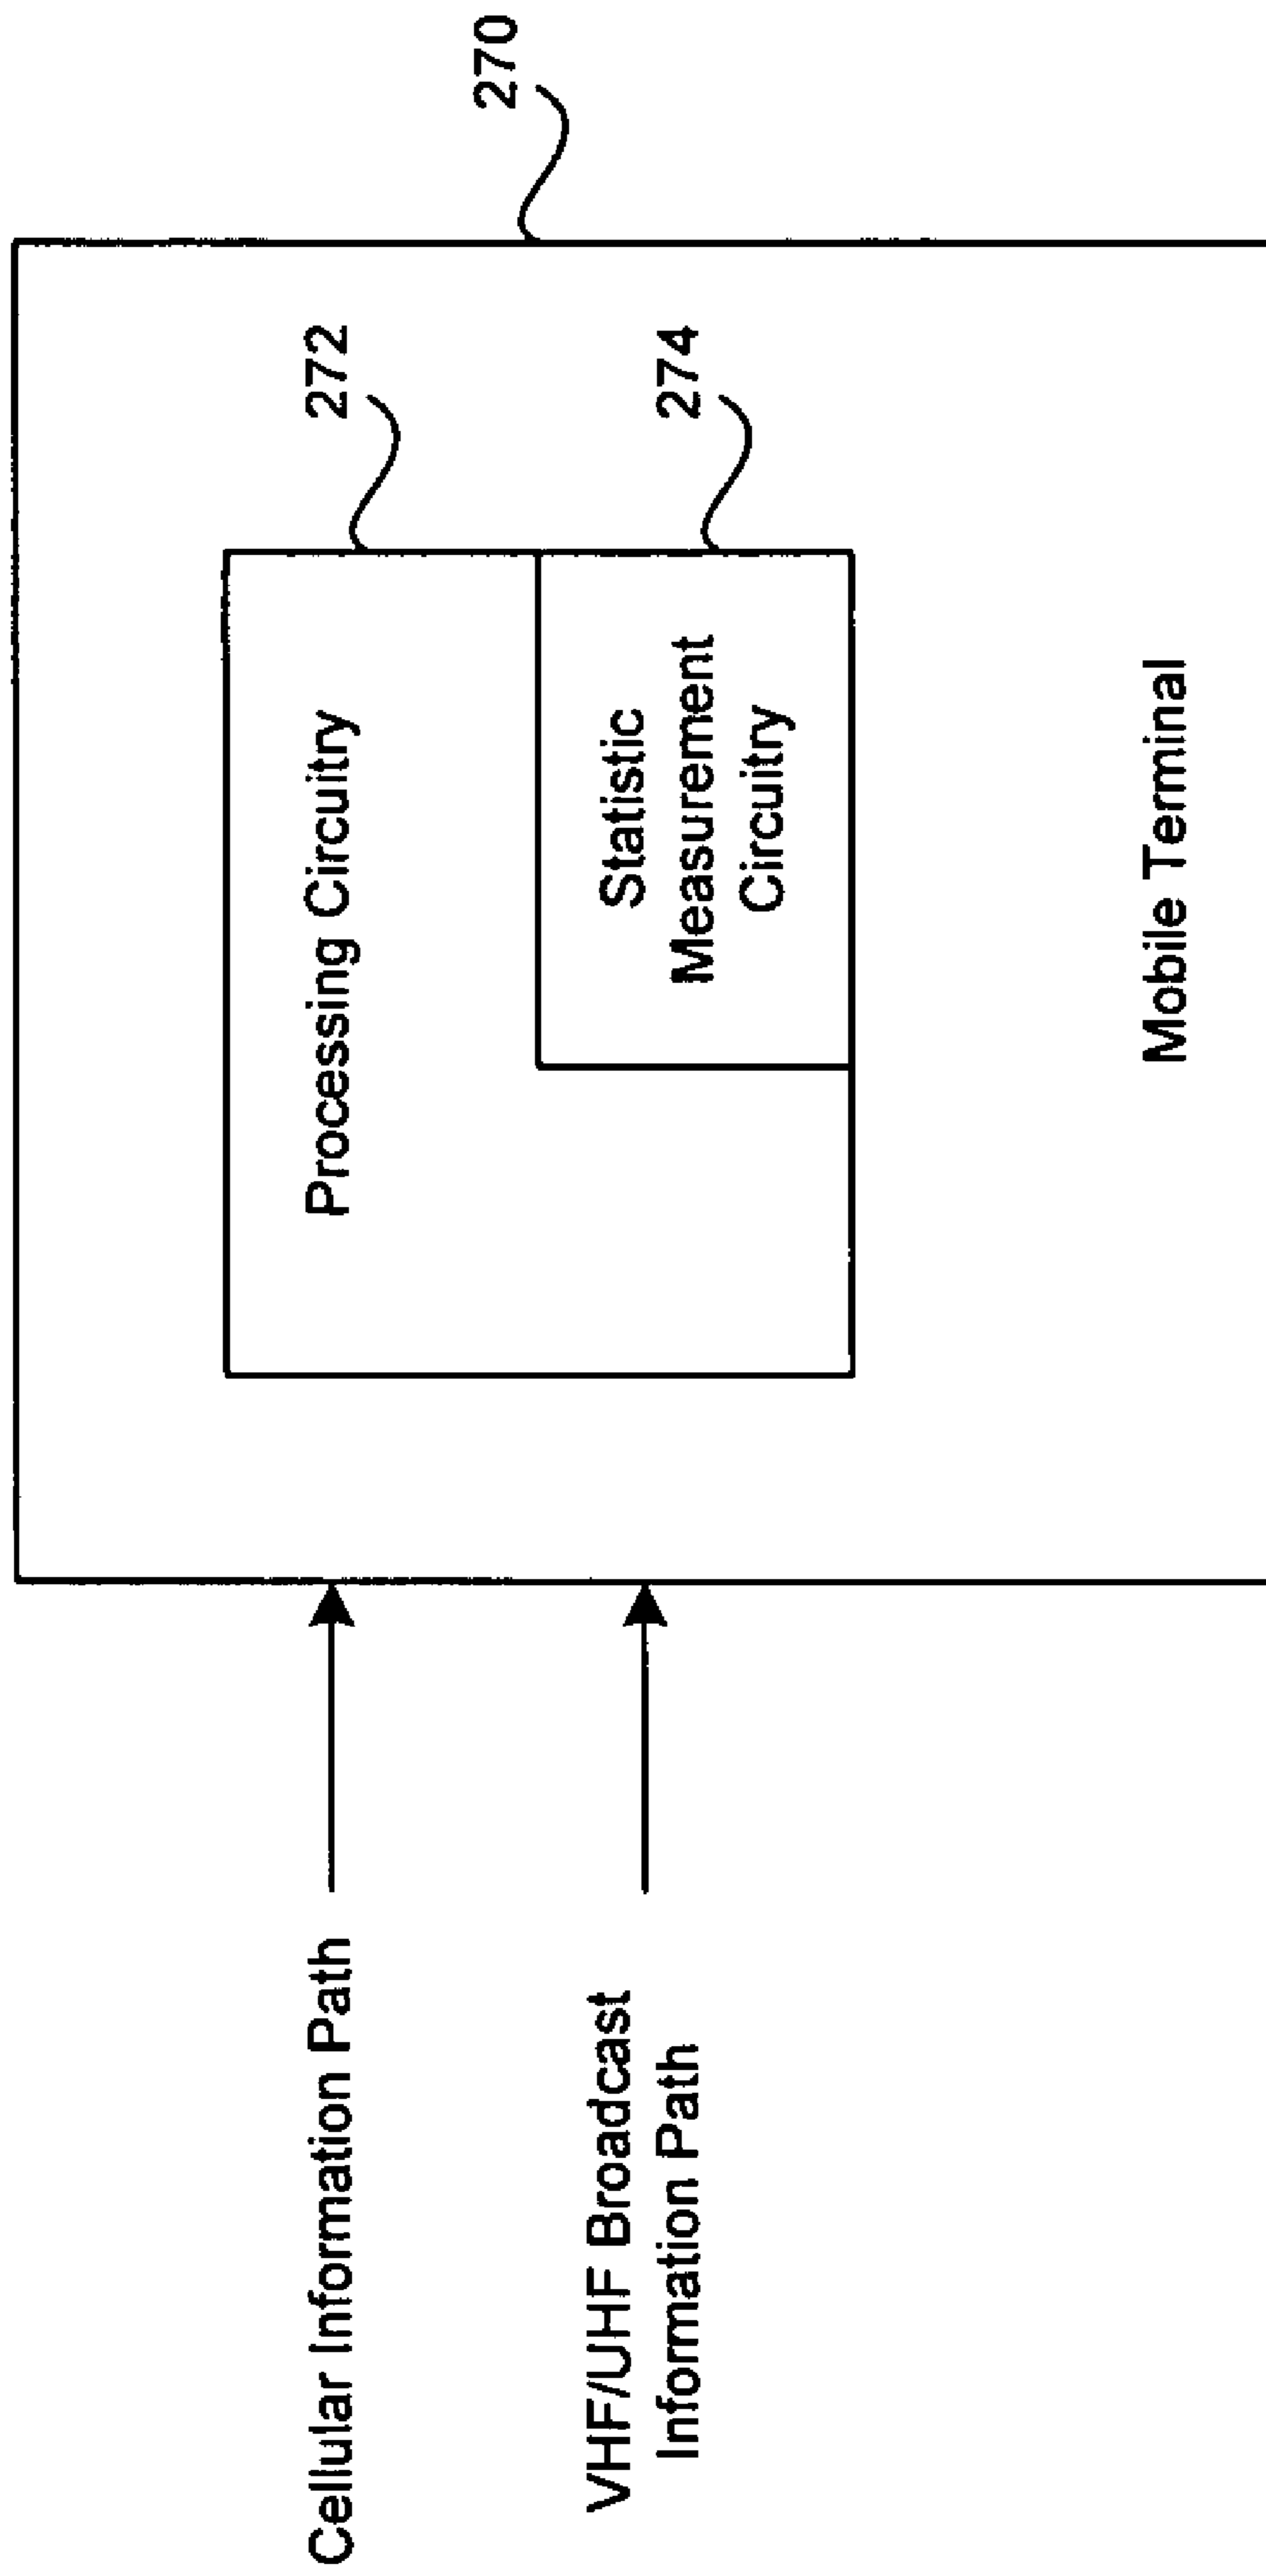 270
272
Processing Circuitry
274
Statistic
Measurement
Circuitry
Cellular Information Path
VHF/UHF Broadcast
Information Path
Mobile Terminal